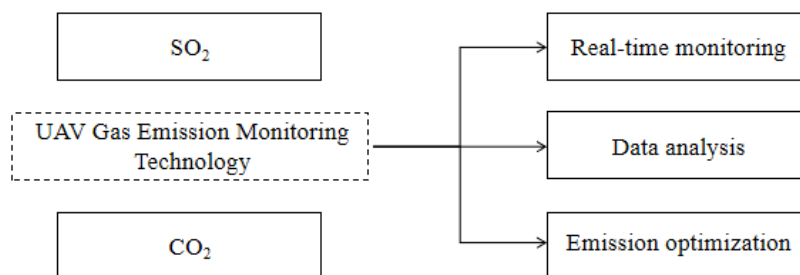 SO₂
UAV Gas Emission Monitoring
Technology
CO₂
Real-time monitoring
Data analysis
Emission optimization